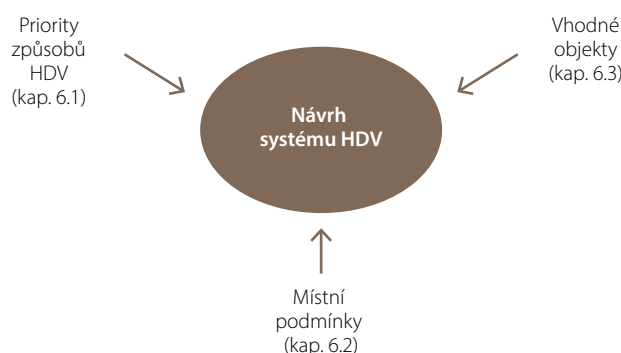 Priority
způsobů
HDV
(kap. 6.1)
Vhodné
objekty
(kap. 6.3)
Návrh
systému HDV
Místní
podmínky
(kap. 6.2)